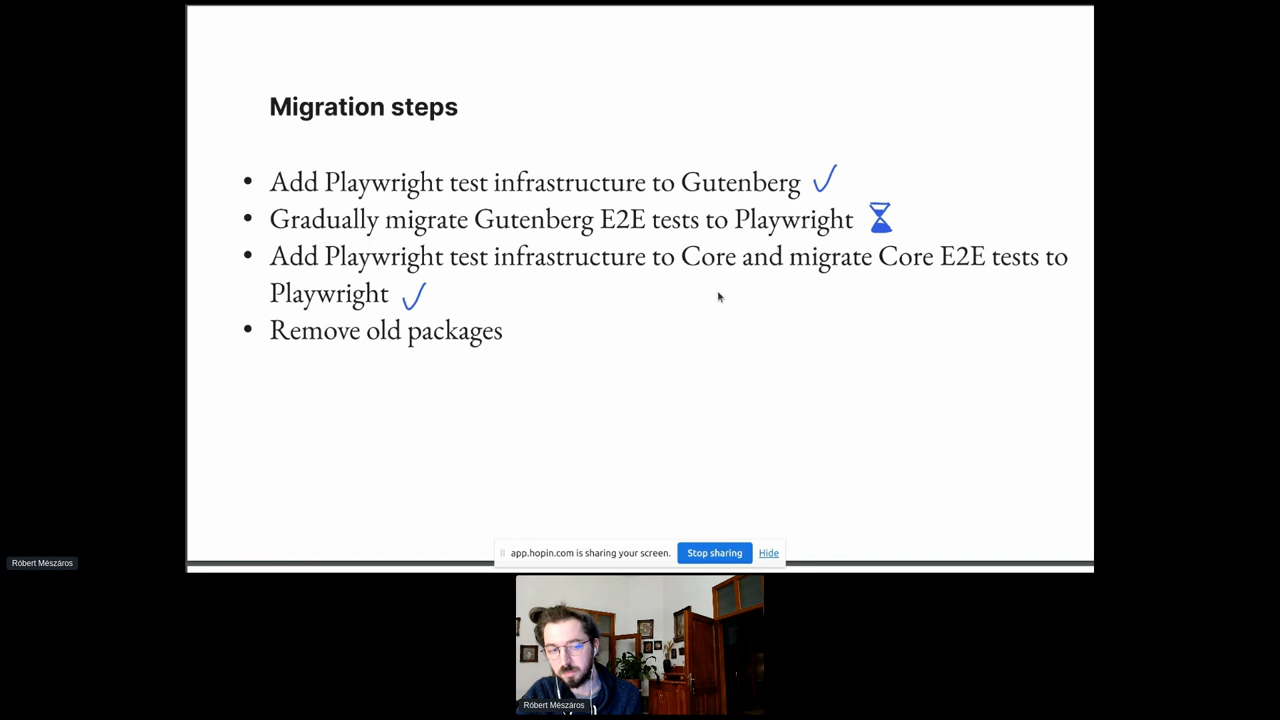 Migration steps
• Add Playwright test infrastructure to Gutenberg ✓
• Gradually migrate Gutenberg E2E tests to Playwright ⌛
• Add Playwright test infrastructure to Core and migrate Core E2E tests to
Playwright ✓
• Remove old packages
app.hopin.com is sharing your screen. Stop sharing Hide
Róbert Mészáros
Róbert Mészáros